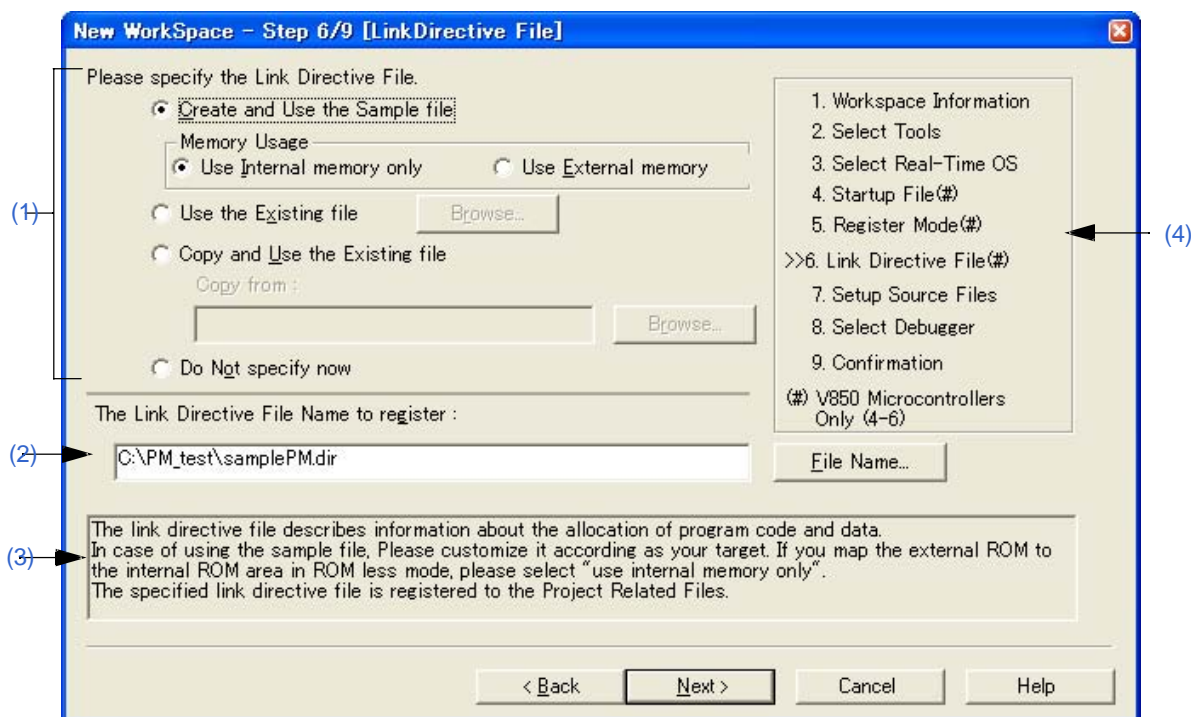 New WorkSpace - Step 6/9 [LinkDirective File]
Please specify the Link Directive File.
Create and Use the Sample file
Memory Usage
Use Internal memory only
Use External memory
(1)
Use the Existing file
Browse...
Copy and Use the Existing file
Copy from :
Browse...
Do Not specify now
1. Workspace Information
2. Select Tools
3. Select Real-Time OS
4. Startup File(#)
5. Register Mode(#)
>>6. Link Directive File(#)
7. Setup Source Files
8. Select Debugger
9. Confirmation
(#) V850 Microcontrollers
Only (4-6)
(4)
The Link Directive File Name to register :
(2)
C:\PM_test\samplePM.dir
File Name...
(3)
The link directive file describes information about the allocation of program code and data.
In case of using the sample file, Please customize it according as your target. If you map the external ROM to
the internal ROM area in ROM less mode, please select "use internal memory only".
The specified link directive file is registered to the Project Related Files.
< Back
Next >
Cancel
Help